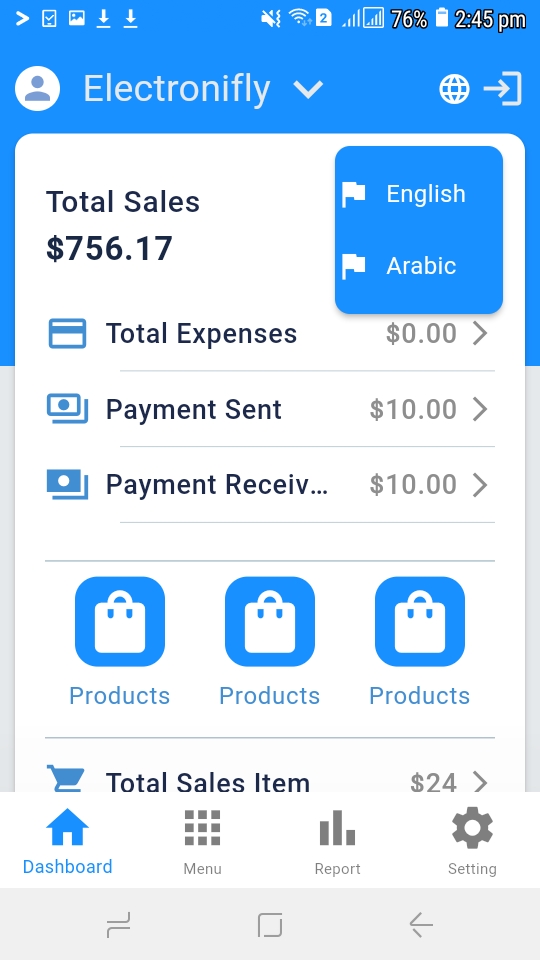 2 76% 2:45 pm
Electronifly
English
Total Sales
$756.17
Arabic
Total Expenses $0.00
Payment Sent $10.00
Payment Receiv... $10.00
Products Products Products
Total Sales Item $24
Dashboard Menu Report Setting